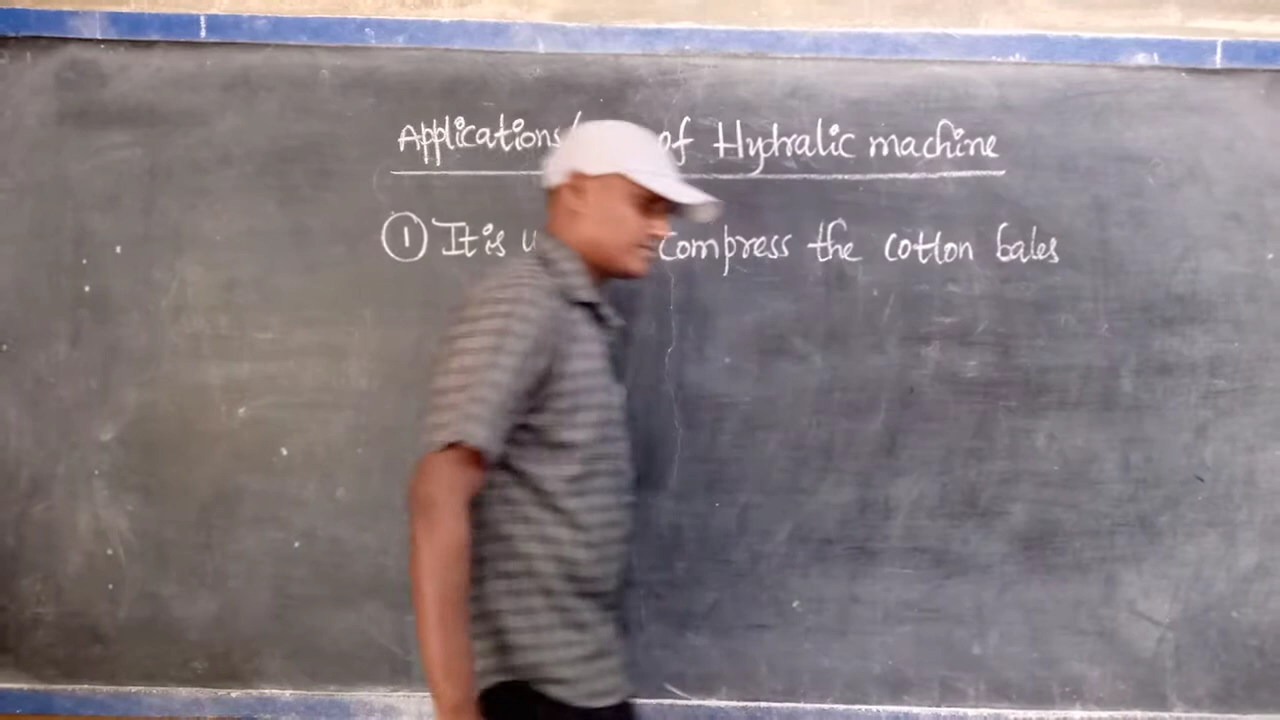 Applications of Hydralic machine
① It is compress the cotton bales